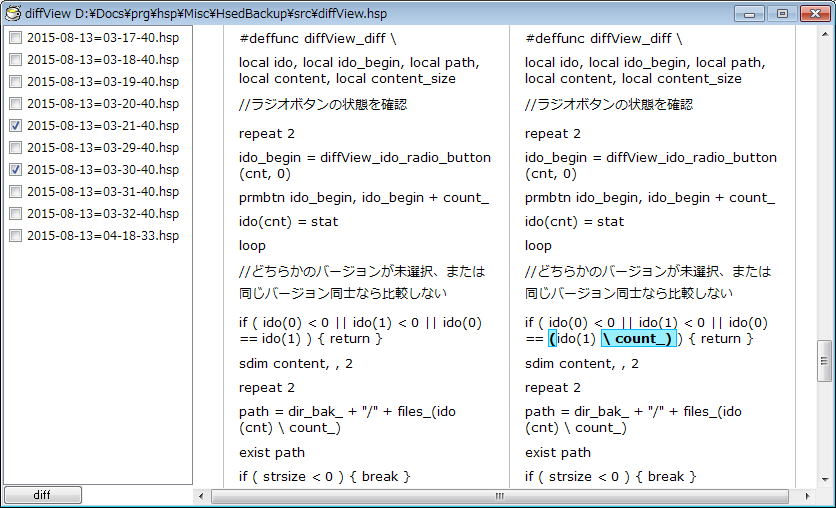 diffView D:¥Docs¥prg¥hsp¥Misc¥HsedBackup¥src¥diffView.hsp
2015-08-13=03-17-40.hsp
2015-08-13=03-18-40.hsp
2015-08-13=03-19-40.hsp
2015-08-13=03-20-40.hsp
2015-08-13=03-21-40.hsp
2015-08-13=03-29-40.hsp
2015-08-13=03-30-40.hsp
2015-08-13=03-31-40.hsp
2015-08-13=03-32-40.hsp
2015-08-13=04-18-33.hsp
diff
#deffunc diffView_diff \
local ido, local ido_begin, local path,
local content, local content_size
//ラジオボタンの状態を確認
repeat 2
ido_begin = diffView_ido_radio_button
(cnt, 0)
prmbtn ido_begin, ido_begin + count_
ido(cnt) = stat
loop
//どちらかのバージョンが未選択、または
同じバージョン同士なら比較しない
if ( ido(0) < 0 || ido(1) < 0 || ido(0)
== ido(1) ) { return }
sdim content, , 2
repeat 2
path = dir_bak_ + "/" + files_(ido
(cnt) \ count_)
exist path
if ( strsize < 0 ) { break }
#deffunc diffView_diff \
local ido, local ido_begin, local path,
local content, local content_size
//ラジオボタンの状態を確認
repeat 2
ido_begin = diffView_ido_radio_button
(cnt, 0)
prmbtn ido_begin, ido_begin + count_
ido(cnt) = stat
loop
//どちらかのバージョンが未選択、または
同じバージョン同士なら比較しない
if ( ido(0) < 0 || ido(1) < 0 || ido(0)
== (ido(1) \ count_) ) { return }
sdim content, , 2
repeat 2
path = dir_bak_ + "/" + files_(ido
(cnt) \ count_)
exist path
if ( strsize < 0 ) { break }